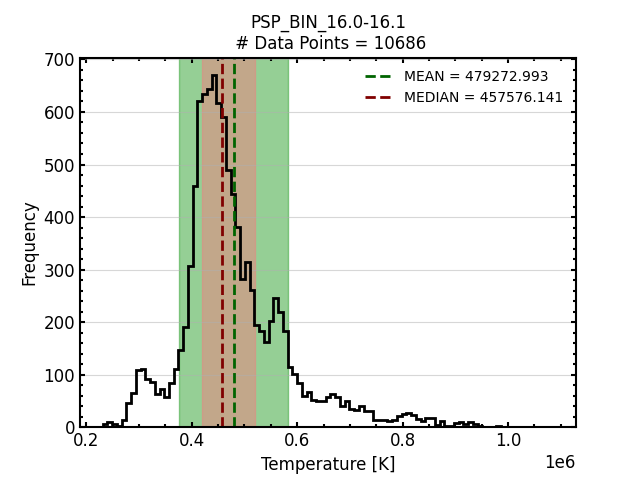 PSP_BIN_16.0-16.1
# Data Points = 10686
MEAN = 479272.993
MEDIAN = 457576.141
700
600
500
400
300
200
100
0
Frequency
0.2 0.4 0.6 0.8 1.0
1e6
Temperature [K]